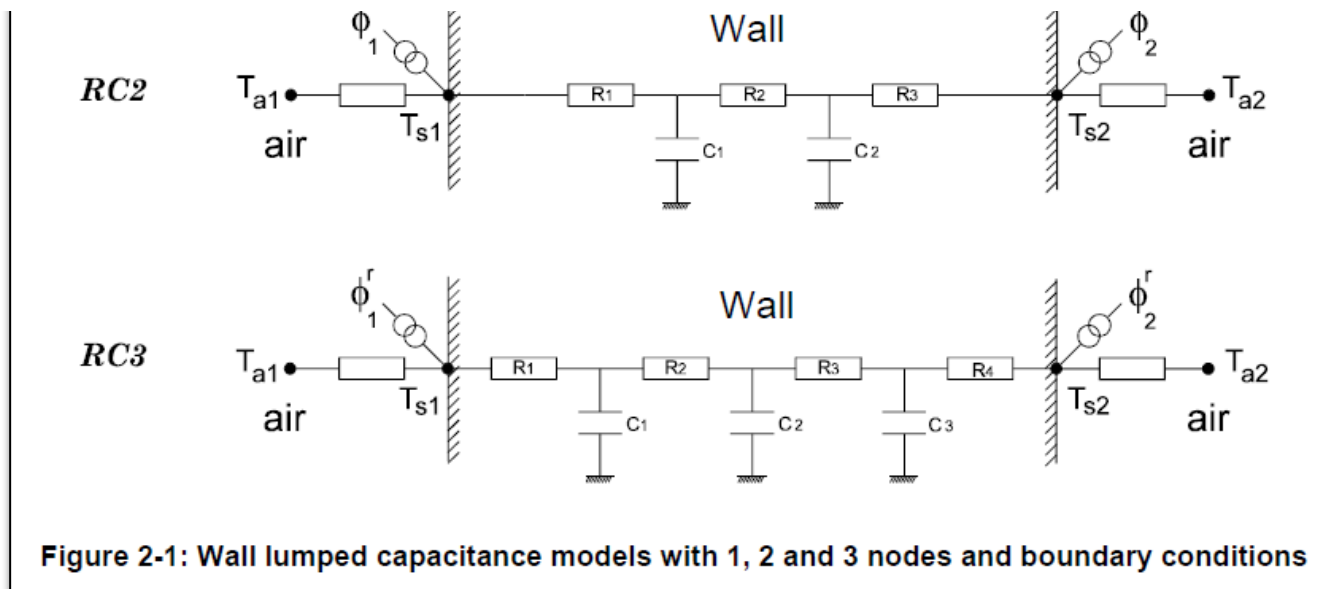 ϕ1 Wall ϕ2
RC2 Ta1 R1 R2 R3 Ta2
Ts1 C1 C2 Ts2
air air
ϕ1r Wall ϕ2r
RC3 Ta1 R1 R2 R3 R4 Ta2
Ts1 C1 C2 C3 Ts2
air air
Figure 2-1: Wall lumped capacitance models with 1, 2 and 3 nodes and boundary conditions